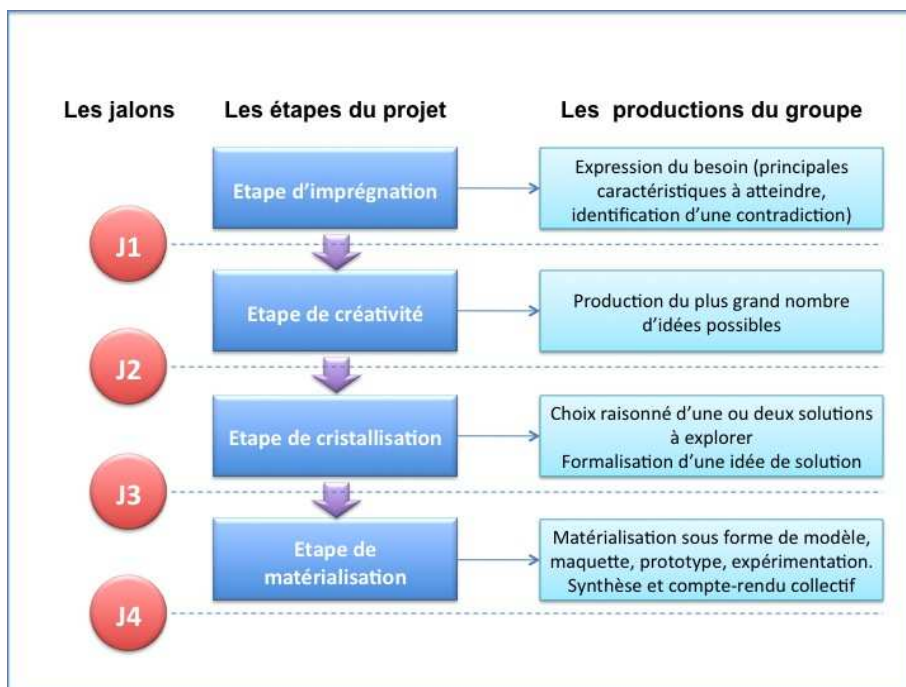 Les jalons
Les étapes du projet
Les productions du groupe
Etape d'imprégnation
Expression du besoin (principales
caractéristiques à atteindre,
identification d'une contradiction)
J1
Etape de créativité
Production du plus grand nombre
d'idées possibles
J2
Etape de cristallisation
Choix raisonné d'une ou deux solutions
à explorer
Formalisation d'une idée de solution
J3
Etape de
matérialisation
Matérialisation sous forme de modèle,
maquette, prototype, expérimentation.
Synthèse et compte-rendu collectif
J4